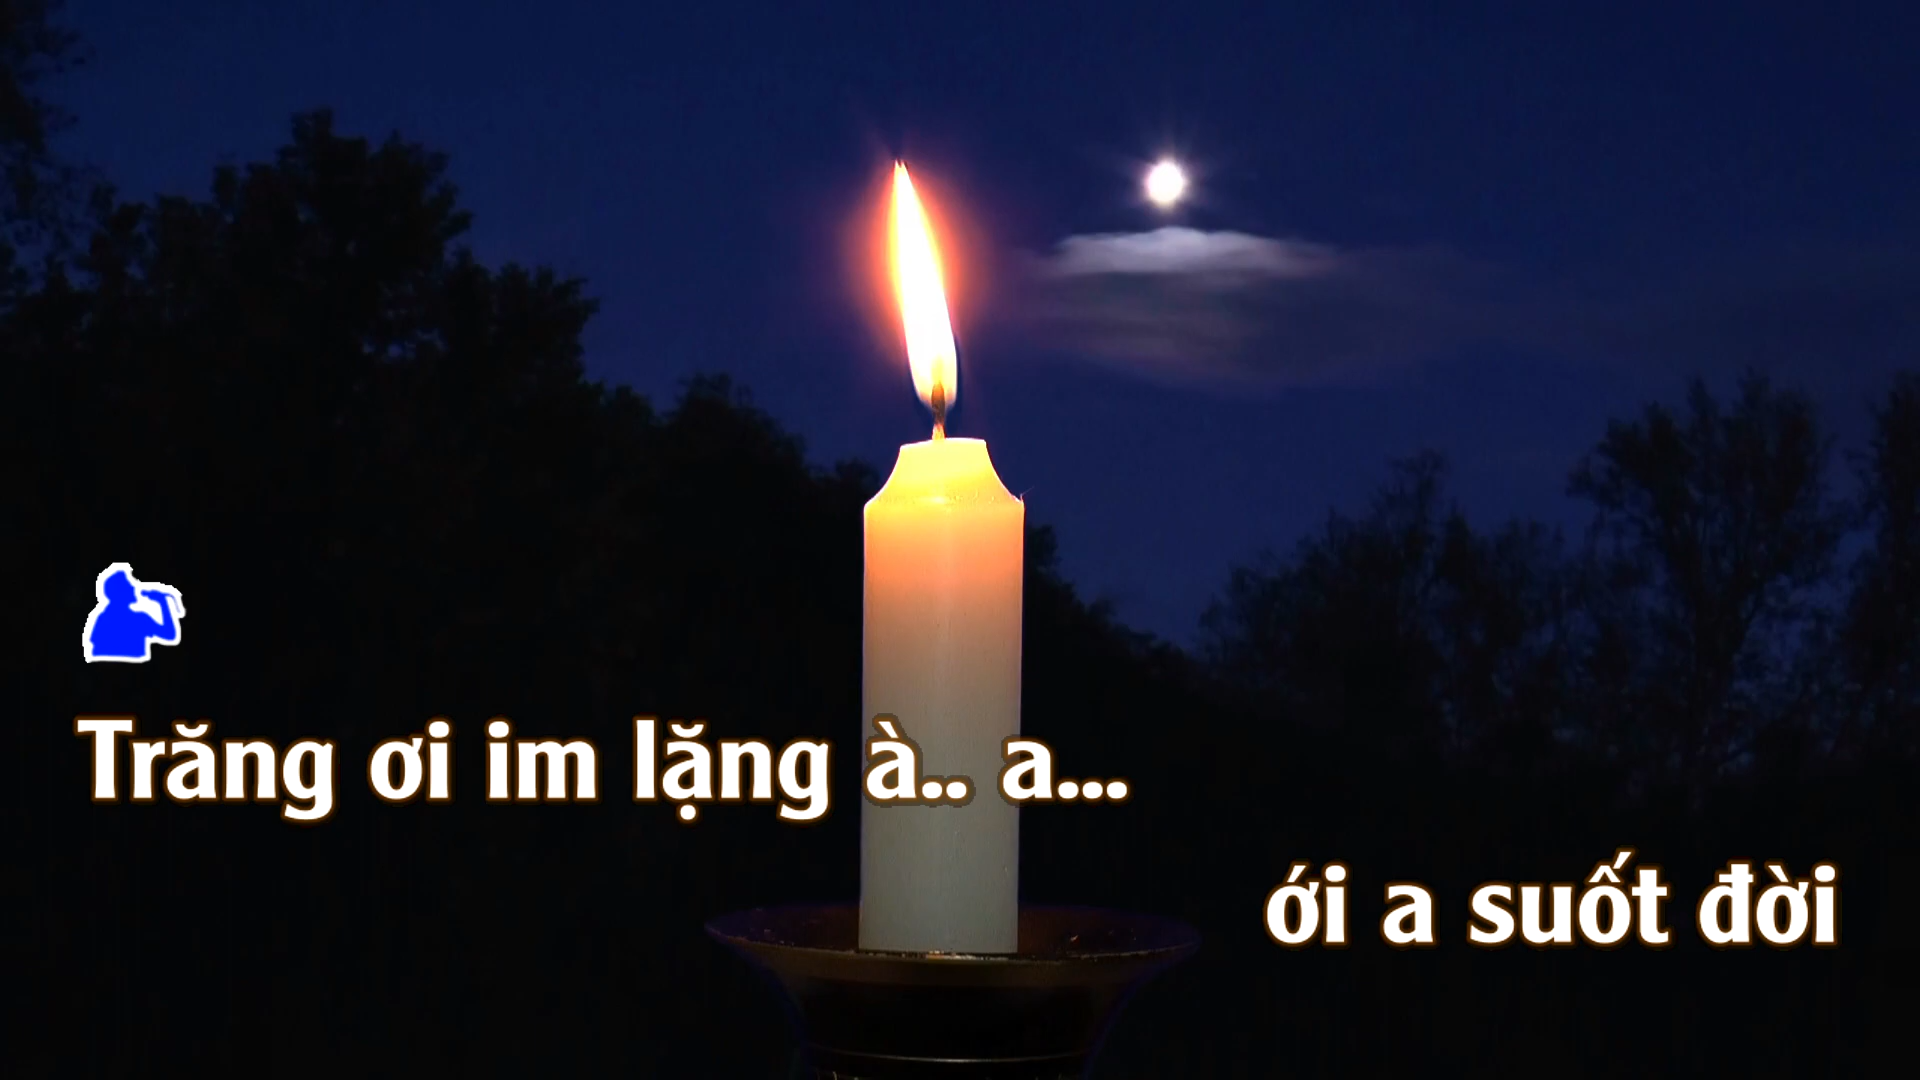 Trăng ơi im lặng à.. a...
ới a suốt đời